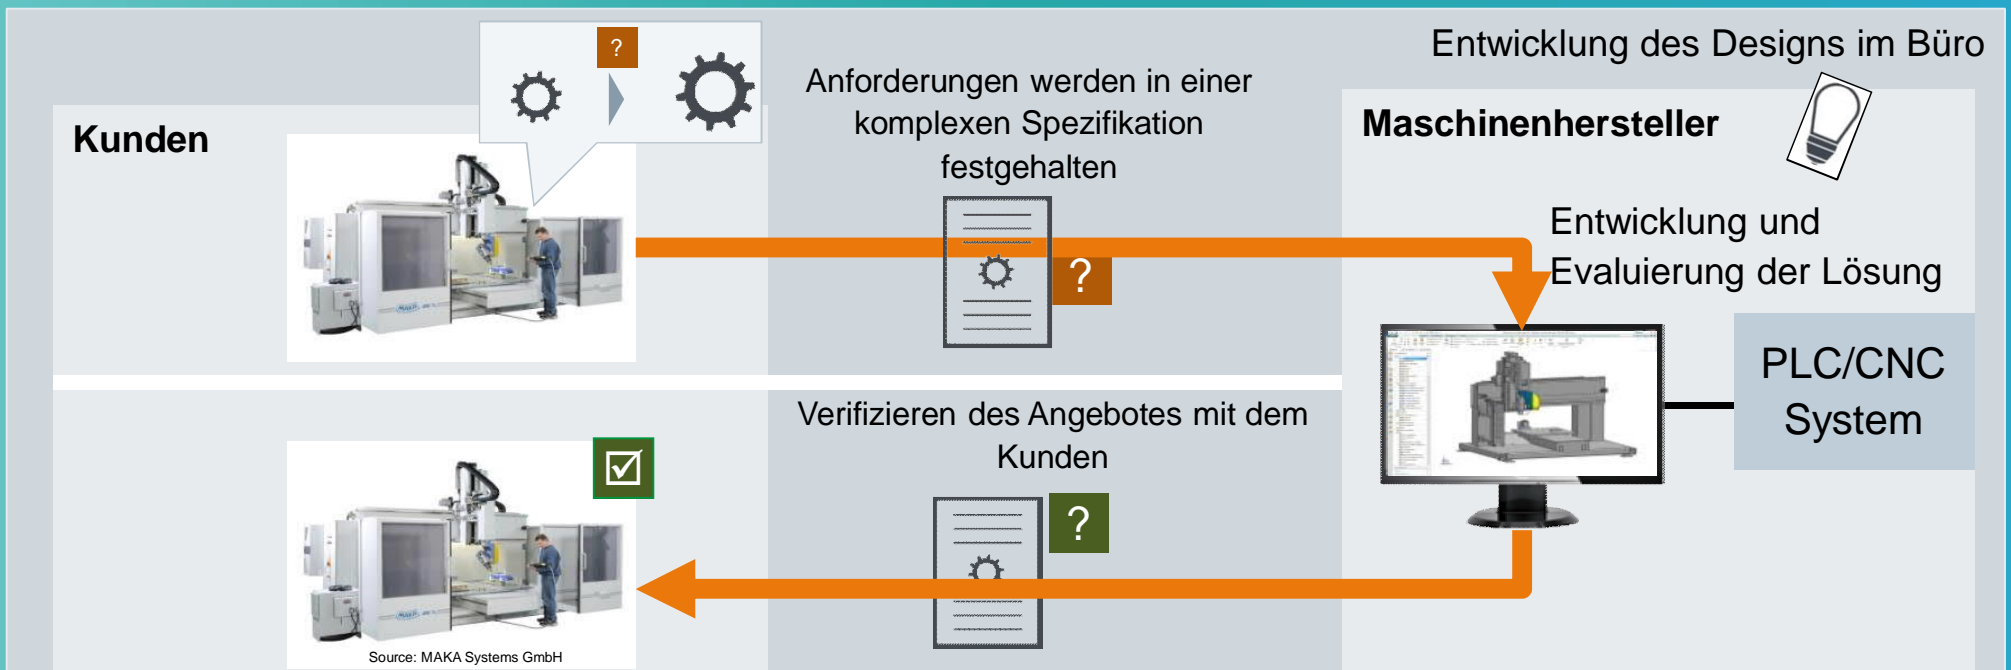 ?
Entwicklung des Designs im Büro
Kunden
Anforderungen werden in einer
komplexen Spezifikation
festgehalten
Maschinenhersteller
?
Entwicklung und
Evaluierung der Lösung
PLC/CNC
System
Verifizieren des Angebotes mit dem
Kunden
?
Source: MAKA Systems GmbH